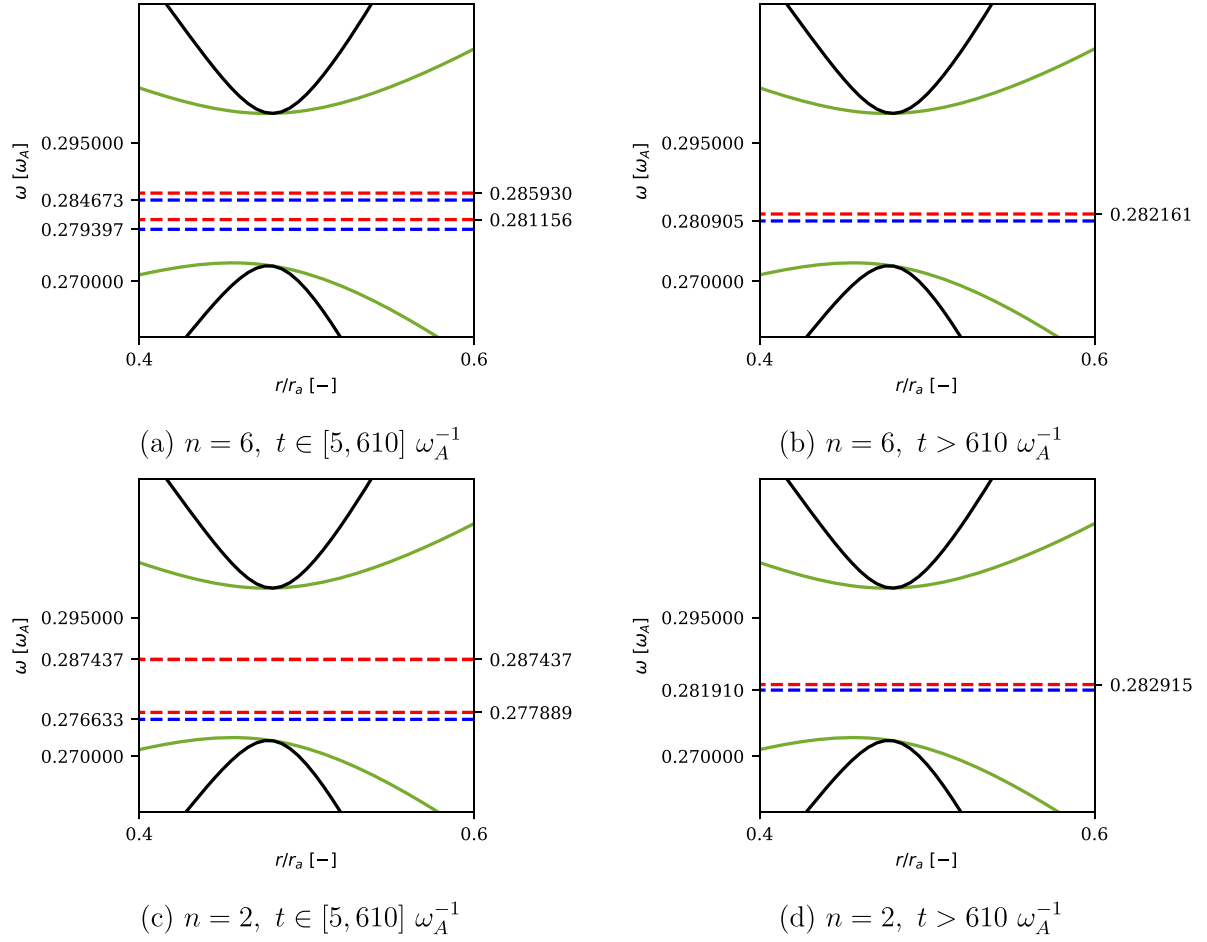 ω [ω_A]
0.295000
0.284673
0.279397
0.270000
0.285930
0.281156
0.4
0.6
r/r_a [−]
(a) n = 6, t ∈ [5, 610] ω_A^{-1}
ω [ω_A]
0.295000
0.280905
0.270000
0.282161
0.4
0.6
r/r_a [−]
(b) n = 6, t > 610 ω_A^{-1}
ω [ω_A]
0.295000
0.287437
0.276633
0.270000
0.287437
0.277889
0.4
0.6
r/r_a [−]
(c) n = 2, t ∈ [5, 610] ω_A^{-1}
ω [ω_A]
0.295000
0.281910
0.270000
0.282915
0.4
0.6
r/r_a [−]
(d) n = 2, t > 610 ω_A^{-1}